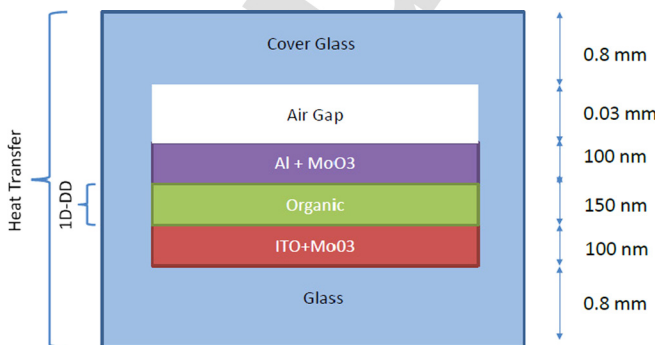 Cover Glass
0.8 mm
Air Gap
0.03 mm
Al + MoO3
100 nm
Organic
150 nm
ITO+Mo03
100 nm
Glass
0.8 mm
Heat Transfer
1D-DD